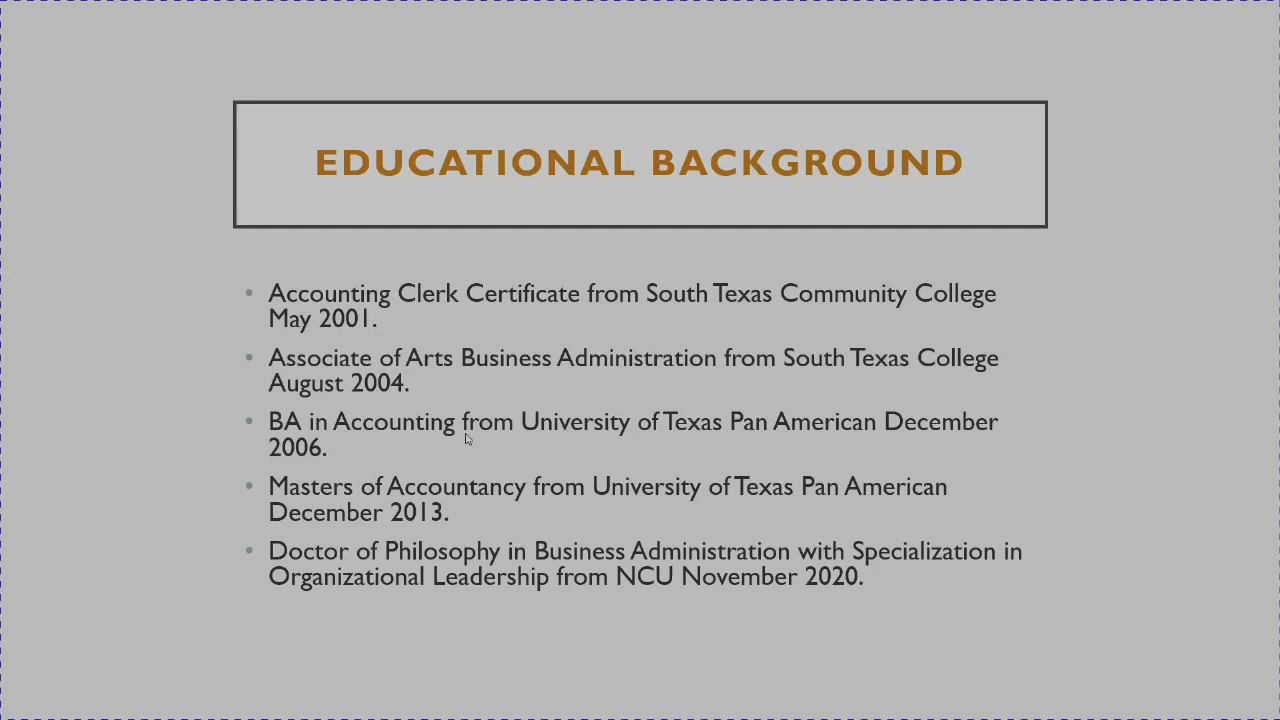 EDUCATIONAL BACKGROUND
• Accounting Clerk Certificate from South Texas Community College
May 2001.
• Associate of Arts Business Administration from South Texas College
August 2004.
• BA in Accounting from University of Texas Pan American December
2006.
• Masters of Accountancy from University of Texas Pan American
December 2013.
• Doctor of Philosophy in Business Administration with Specialization in
Organizational Leadership from NCU November 2020.